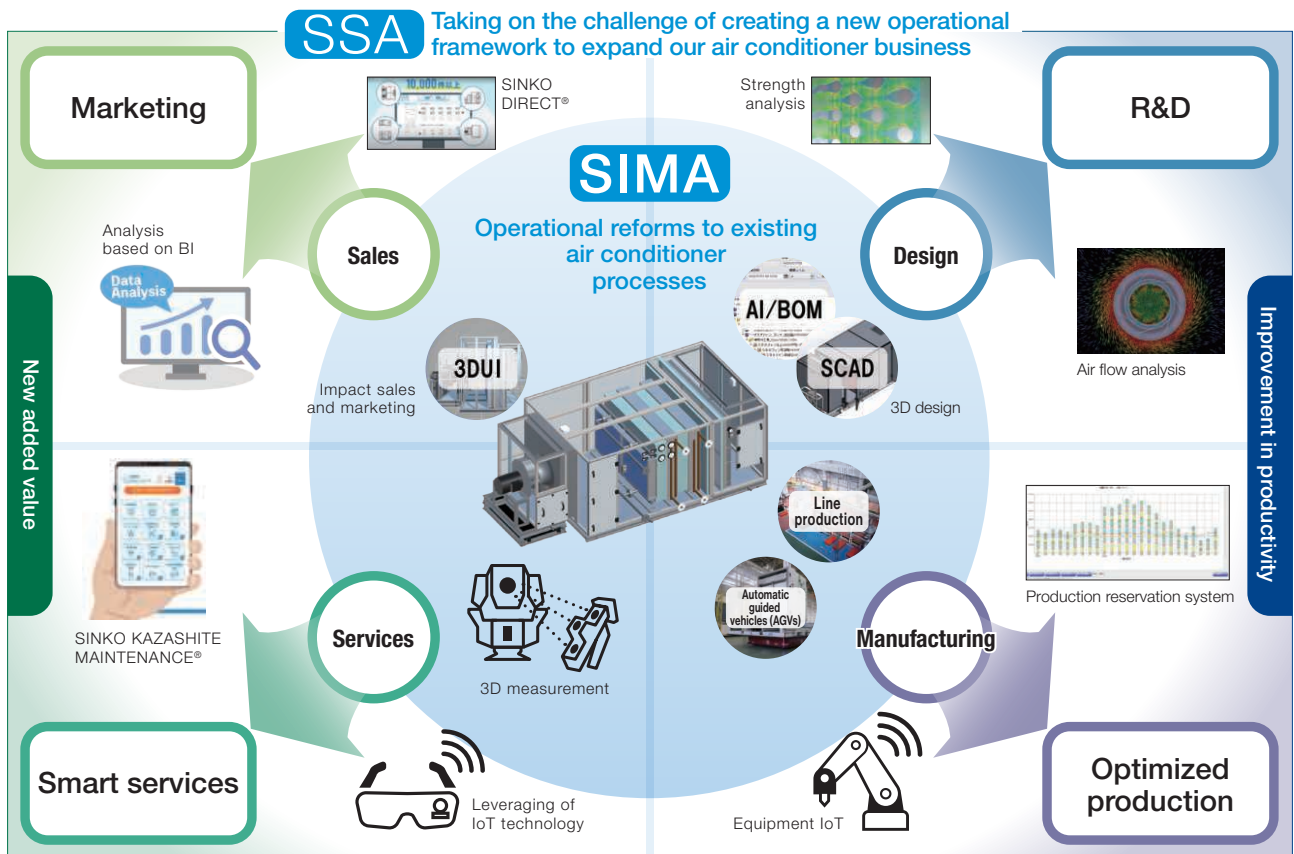 SSA
Taking on the challenge of creating a new operational
framework to expand our air conditioner business
Marketing
SINKO
DIRECT®
10,000
Strength
analysis
R&D
SIMA
Operational reforms to existing
air conditioner
processes
Sales
Design
Analysis
based on BI
Data
Analysis
AI/BOM
SCAD
3D design
3DUI
Impact sales
and marketing
Air flow analysis
New added value
Improvement in productivity
Line
production
Automatic
guided
vehicles (AGVs)
Production reservation system
SINKO KAZASHITE
MAINTENANCE®
Services
Manufacturing
3D measurement
Smart services
Leveraging of
IoT technology
Equipment IoT
Optimized
production